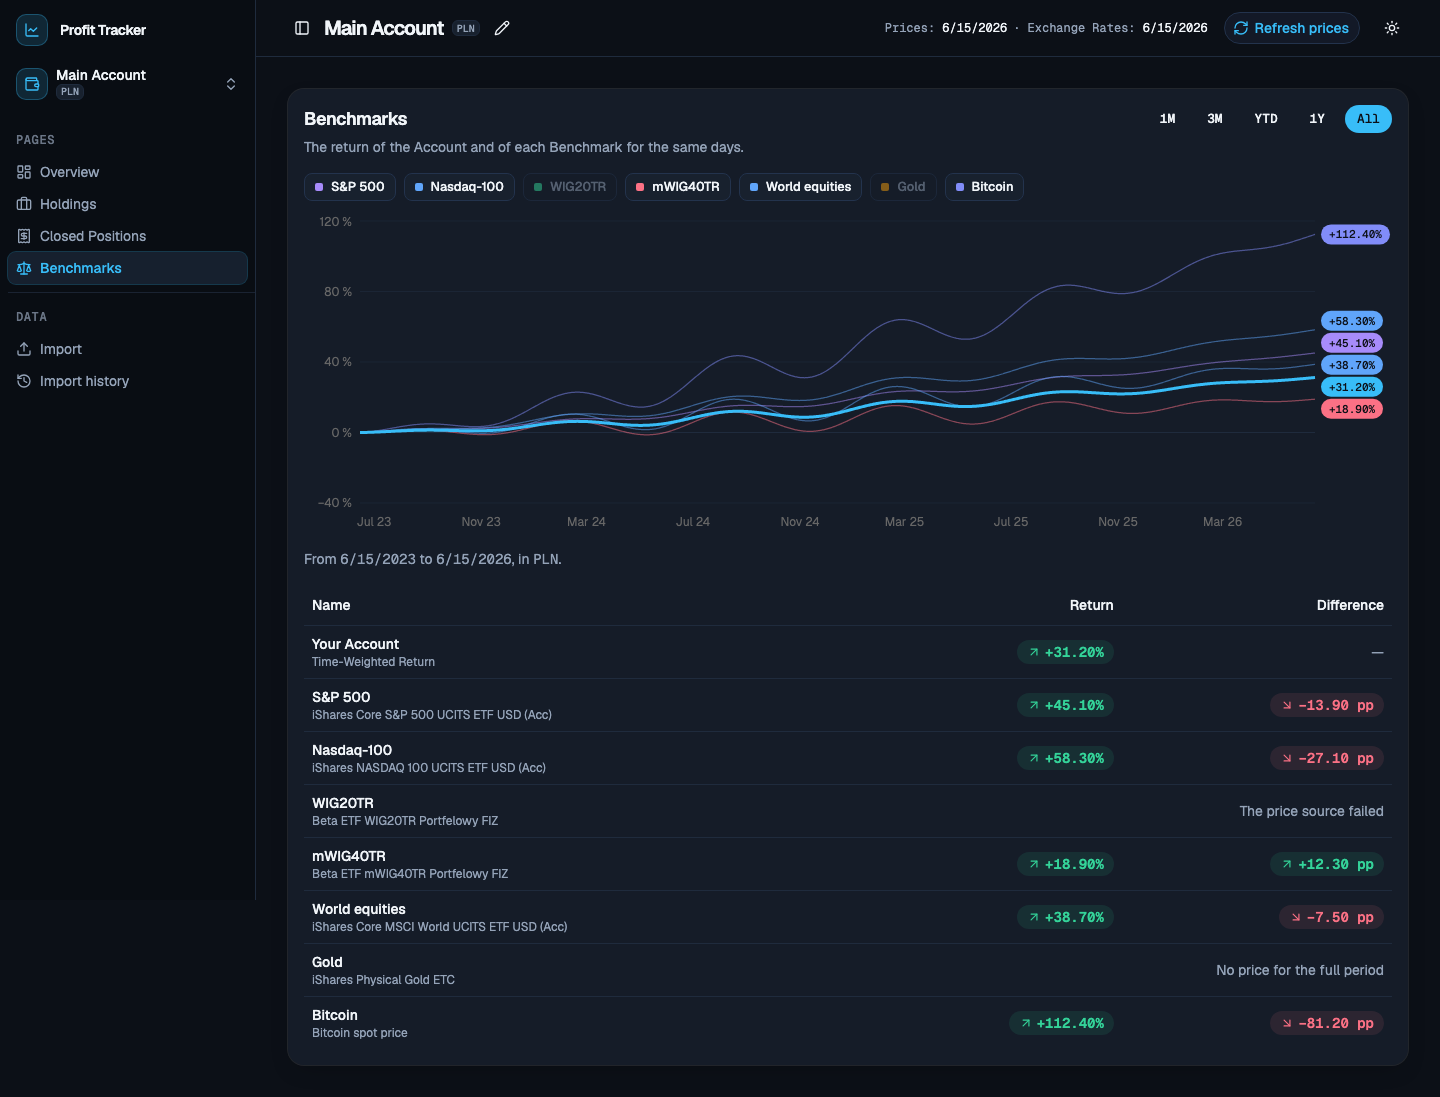 Profit Tracker
Main Account
PLN
PAGES
Overview
Holdings
Closed Positions
Benchmarks
DATA
Import
Import history
Main Account PLN
Prices: 6/15/2026 · Exchange Rates: 6/15/2026
Refresh prices
Benchmarks
1M 3M YTD 1Y All
The return of the Account and of each Benchmark for the same days.
S&P 500 Nasdaq-100 WIG20TR mWIG40TR World equities Gold Bitcoin
120 %
80 %
40 %
0 %
−40 %
+112.40%
+58.30%
+45.10%
+38.70%
+31.20%
+18.90%
Jul 23 Nov 23 Mar 24 Jul 24 Nov 24 Mar 25 Jul 25 Nov 25 Mar 26
From 6/15/2023 to 6/15/2026, in PLN.
Name Return Difference
Your Account
Time-Weighted Return
+31.20% —
S&P 500
iShares Core S&P 500 UCITS ETF USD (Acc)
+45.10% −13.90 pp
Nasdaq-100
iShares NASDAQ 100 UCITS ETF USD (Acc)
+58.30% −27.10 pp
WIG20TR
Beta ETF WIG20TR Portfelowy FIZ
The price source failed
mWIG40TR
Beta ETF mWIG40TR Portfelowy FIZ
+18.90% +12.30 pp
World equities
iShares Core MSCI World UCITS ETF USD (Acc)
+38.70% −7.50 pp
Gold
iShares Physical Gold ETC
No price for the full period
Bitcoin
Bitcoin spot price
+112.40% −81.20 pp